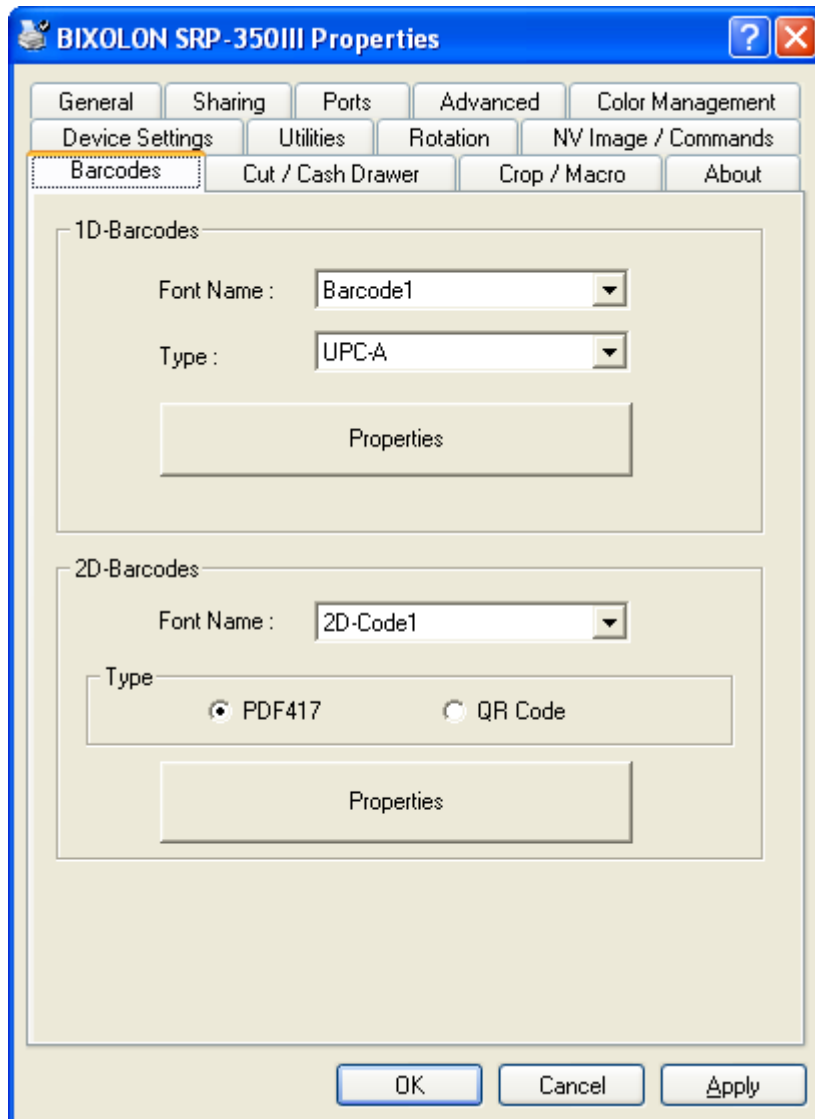 BIXOLON SRP-350III Properties
General Sharing Ports Advanced Color Management
Device Settings Utilities Rotation NV Image / Commands
Barcodes Cut / Cash Drawer Crop / Macro About
1D-Barcodes
Font Name : Barcode1
Type : UPC-A
Properties
2D-Barcodes
Font Name : 2D-Code1
Type
PDF417 QR Code
Properties
OK Cancel Apply